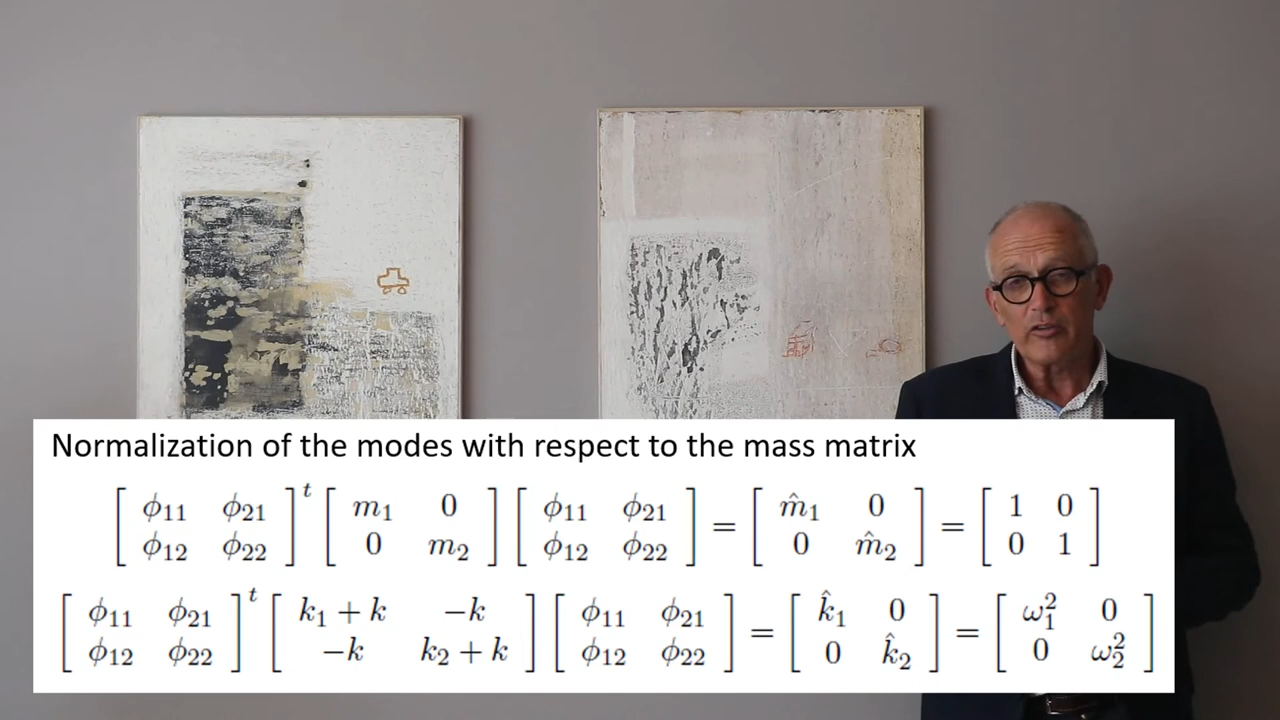 Normalization of the modes with respect to the mass matrix
[ ϕ₁₁ ϕ₂₁ ; ϕ₁₂ ϕ₂₂ ]ᵗ [ m₁ 0 ; 0 m₂ ] [ ϕ₁₁ ϕ₂₁ ; ϕ₁₂ ϕ₂₂ ] = [ m̂₁ 0 ; 0 m̂₂ ] = [ 1 0 ; 0 1 ]
[ ϕ₁₁ ϕ₂₁ ; ϕ₁₂ ϕ₂₂ ]ᵗ [ k₁ + k −k ; −k k₂ + k ] [ ϕ₁₁ ϕ₂₁ ; ϕ₁₂ ϕ₂₂ ] = [ k̂₁ 0 ; 0 k̂₂ ] = [ ω₁² 0 ; 0 ω₂² ]